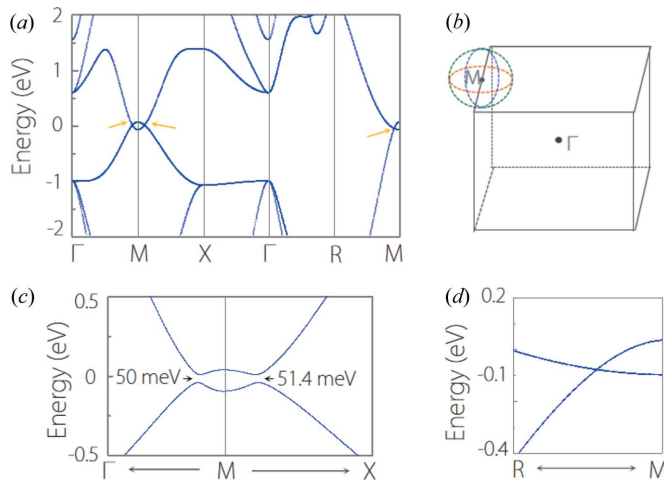 (a)
2
1
0
-1
-2
Energy (eV)
Γ M X Γ R M
(b)
M
Γ
(c)
0.5
0
-0.5
Energy (eV)
50 meV
51.4 meV
Γ M X
(d)
0.2
-0.1
-0.4
Energy (eV)
R M